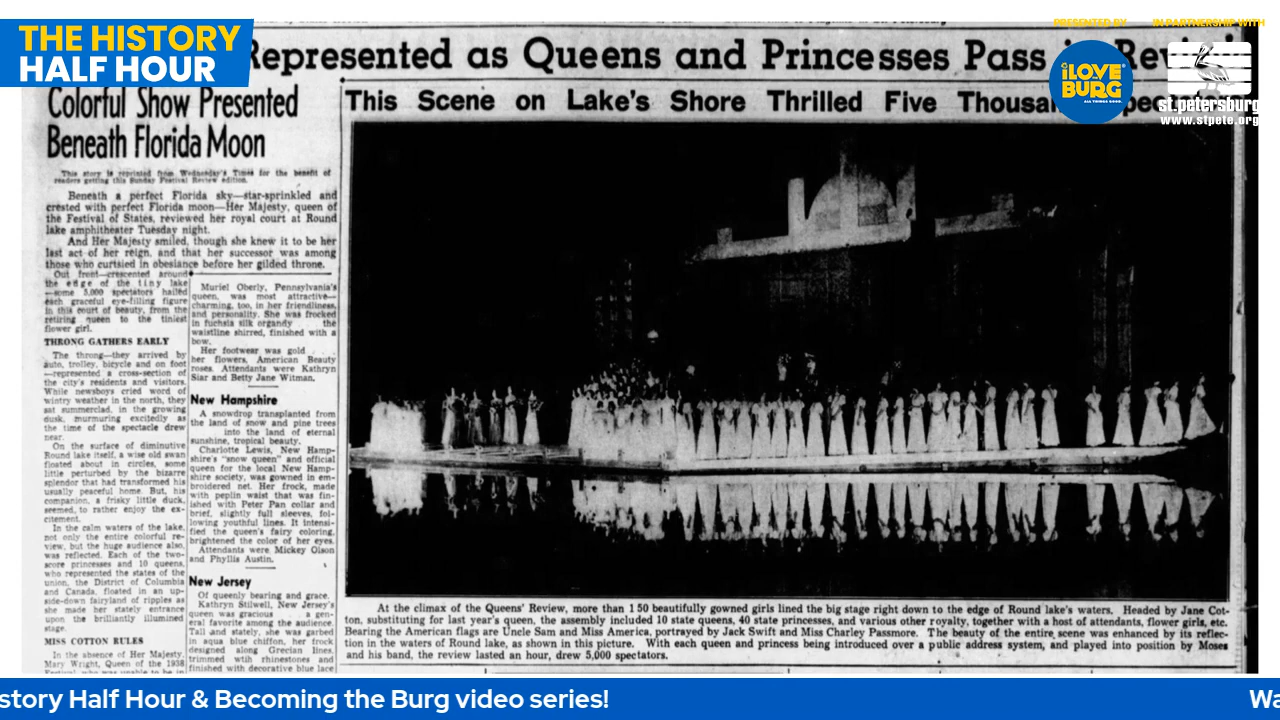 THE HISTORY
HALF HOUR
PRESENTED BY
IN PARTNERSHIP WITH
i LOVE
the
BURG
ALL THINGS GOOD.
st.petersburg
www.stpete.org
Represented as Queens and Princesses Pass in Review
Colorful Show Presented
Beneath Florida Moon
This story is reprinted from Wednesday's Times for the benefit of
readers getting this Sunday Festival Review edition.
Beneath a perfect Florida sky—star-sprinkled and
crested with perfect Florida moon—Her Majesty, queen of
the Festival of States, reviewed her royal court at Round
lake amphitheater Tuesday night.
And Her Majesty smiled, though she knew it to be her
last act of her reign, and that her successor was among
those who curtsied in obeisance before her gilded throne.
Out front—crescented around
the edge of the tiny lake
—some 5,000 spectators hailed
each graceful eye-filling figure
in this court of beauty, from the
retiring queen to the tiniest
flower girl.
THRONG GATHERS EARLY
The throng—they arrived by
auto, trolley, bicycle and on foot
—represented a cross-section of
the city's residents and visitors.
While newsboys cried word of
wintry weather in the north, they
sat summerclad, in the growing
dusk, murmuring excitedly as
the time of the spectacle drew
near.
On the surface of diminutive
Round lake itself, a wise old swan
floated about in circles, some
little perturbed by the bizarre
splendor that had transformed his
usually peaceful home. But, his
companion, a frisky little duck,
seemed, to rather enjoy the ex-
citement.
In the calm waters of the lake,
not only the entire colorful re-
view, but the huge audience also,
was reflected. Each of the two-
score princesses and 10 queens,
who represented the states of the
union, the District of Columbia
and Canada, floated in an up-
side-down fairyland of ripples as
she made her stately entrance
upon the brilliantly illumined
stage.
MISS COTTON RULES
In the absence of Her Majesty
Mary Wright, Queen of the 1938
Muriel Oberly, Pennsylvania's
queen, was most attractive—
charming, too, in her friendliness,
and personality. She was frocked
in fuchsia silk organdy the
waistline shirred, finished with a
bow.
Her footwear was gold
her flowers, American Beauty
roses. Attendants were Kathryn
Siar and Betty Jane Witman.
New Hampshire
A snowdrop transplanted from
the land of snow and pine trees
into the land of eternal
sunshine, tropical beauty.
Charlotte Lewis, New Hamp-
shire's "snow queen" and official
queen for the local New Hamp-
shire society, was gowned in em-
broidered net. Her frock, made
with peplin waist that was fin-
ished with Peter Pan collar and
brief, slightly full sleeves, fol-
lowing youthful lines. It intensi-
fied the queen's fairy coloring,
brightened the color of her eyes.
Attendants were Mickey Olson
and Phyllis Austin.
New Jersey
Of queenly bearing and grace.
Kathryn Stilwell, New Jersey's
queen was gracious a gen-
eral favorite among the audience.
Tall and stately, she was garbed
in aqua blue chiffon, her frock
designed along Grecian lines,
trimmed wtih rhinestones and
finished with decorative blue lace
This Scene on Lake's Shore Thrilled Five Thousand
At the climax of the Queens' Review, more than 150 beautifully gowned girls lined the big stage right down to the edge of Round lake's waters. Headed by Jane Cot-
ton, substituting for last year's queen, the assembly included 10 state queens, 40 state princesses, and various other royalty, together with a host of attendants, flower girls, etc.
Bearing the American flags are Uncle Sam and Miss America, portrayed by Jack Swift and Miss Charley Passmore. The beauty of the entire scene was enhanced by its reflec-
tion in the waters of Round lake, as shown in this picture. With each queen and princess being introduced over a public address system, and played into position by Moses
and his band, the review lasted an hour, drew 5,000 spectators.
story Half Hour & Becoming the Burg video series!
Wa